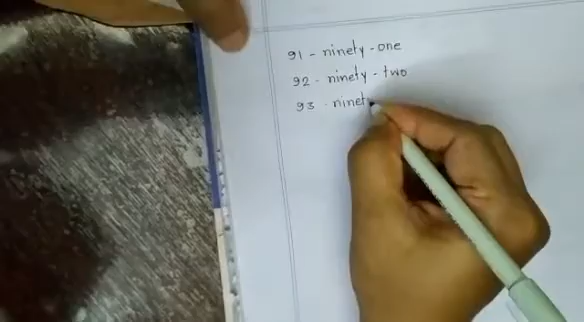 91 - ninety - one
92 - ninety - two
93 - ninet